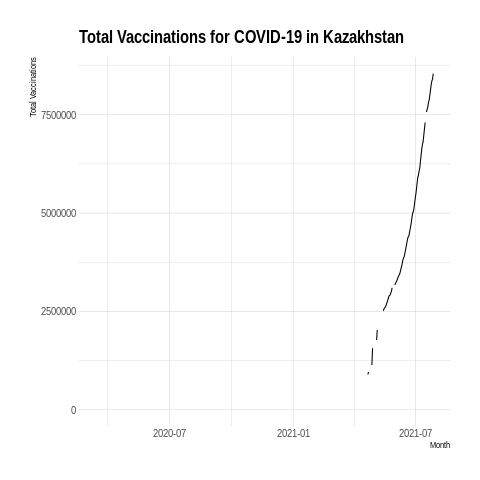 Total Vaccinations for COVID-19 in Kazakhstan
Total Vaccinations
7500000
5000000
2500000
0
2020-07 2021-01 2021-07
Month